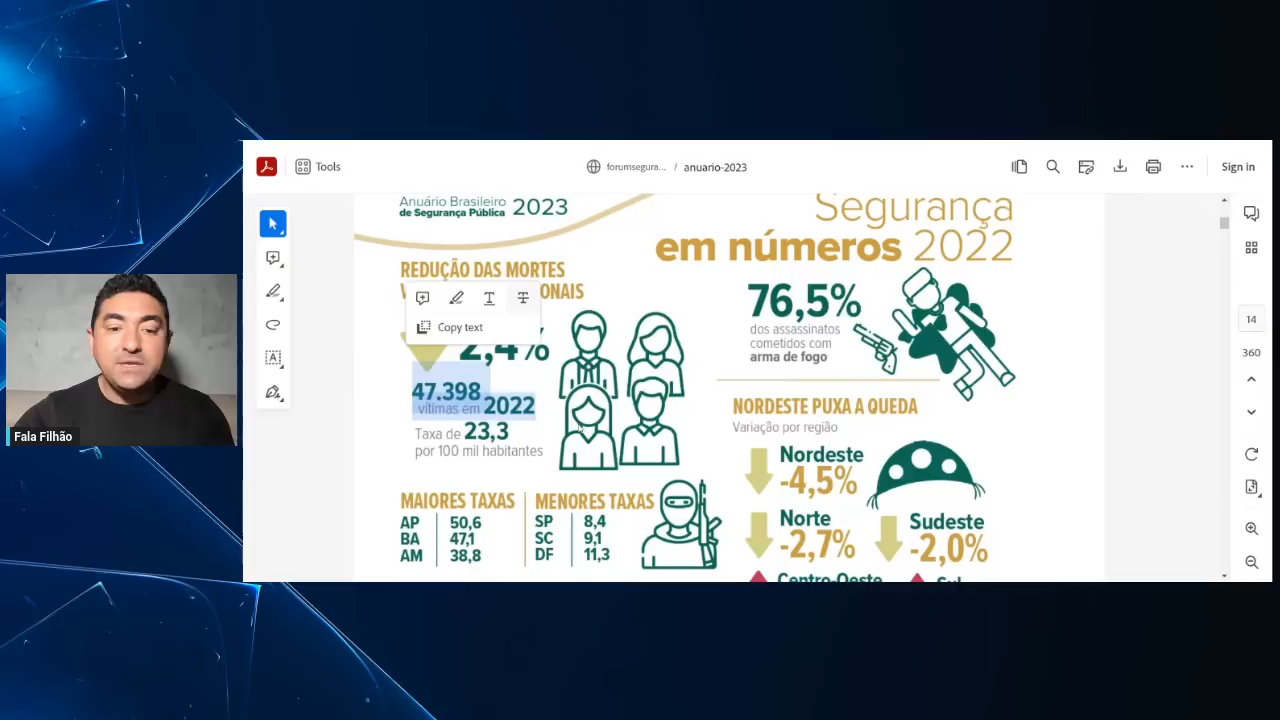 Tools
forumsegura... / anuario-2023
Sign in
Anuário Brasileiro
de Segurança Pública 2023
Segurança
em números 2022
REDUÇÃO DAS MORTES
ONAIS
Copy text
2,4%
47.398
vítimas em 2022
Taxa de 23,3
por 100 mil habitantes
MAIORES TAXAS
AP 50,6
BA 47,1
AM 38,8
MENORES TAXAS
SP 8,4
SC 9,1
DF 11,3
76,5%
dos assassinatos
cometidos com
arma de fogo
NORDESTE PUXA A QUEDA
Variação por região
Nordeste
-4,5%
Norte
-2,7%
Sudeste
-2,0%
Centro-Oeste
Sul
14
360
Fala Filhão